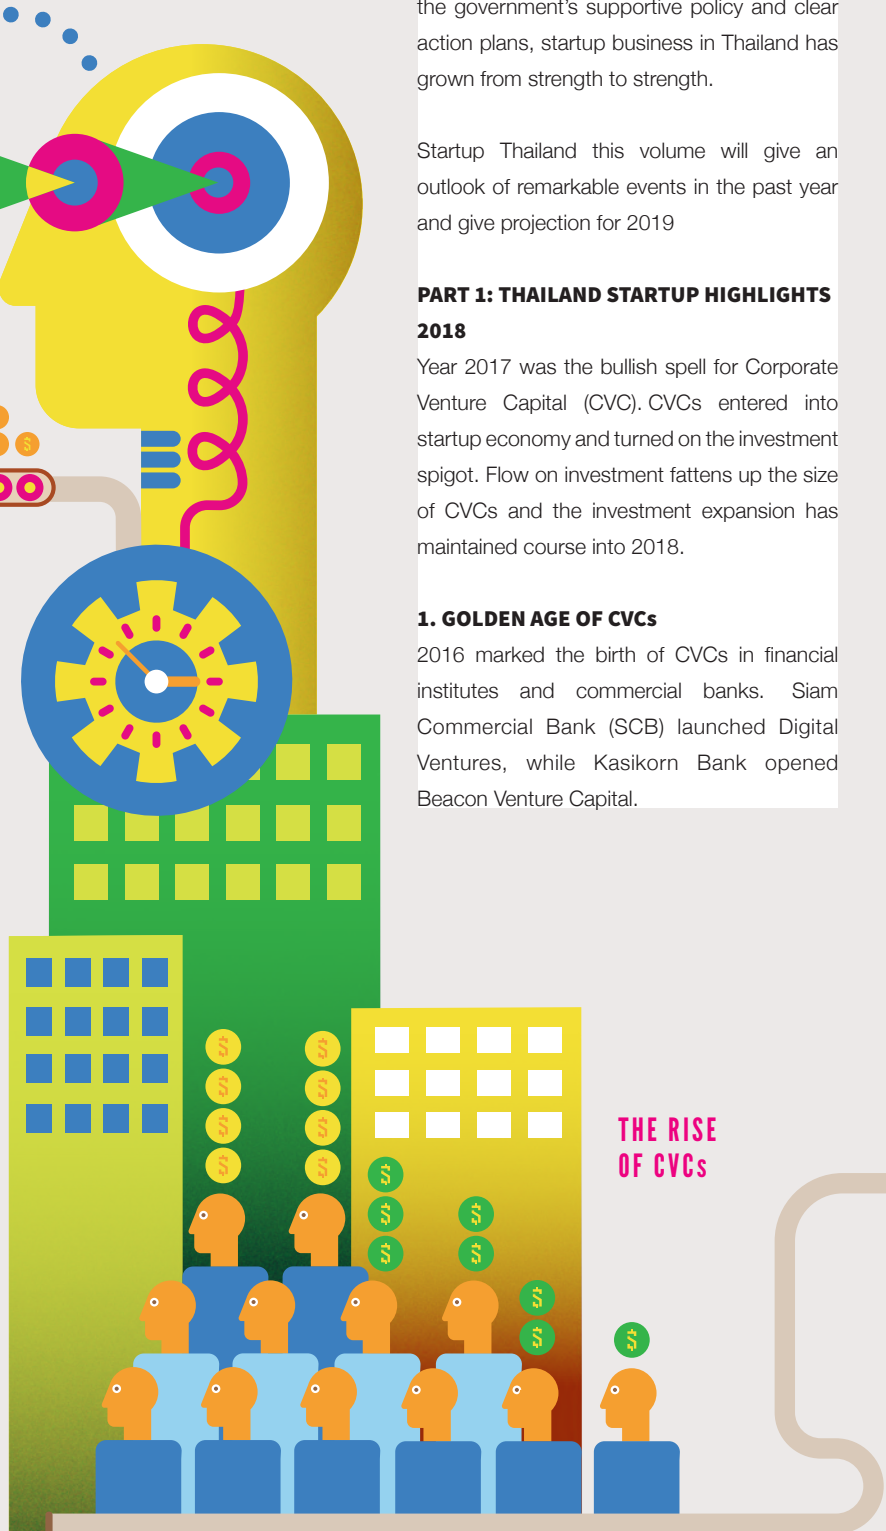 the government's supportive policy and clear
action plans, startup business in Thailand has
grown from strength to strength.
Startup Thailand this volume will give an
outlook of remarkable events in the past year
and give projection for 2019
PART 1: THAILAND STARTUP HIGHLIGHTS
2018
Year 2017 was the bullish spell for Corporate
Venture Capital (CVC). CVCs entered into
startup economy and turned on the investment
spigot. Flow on investment fattens up the size
of CVCs and the investment expansion has
maintained course into 2018.
1. GOLDEN AGE OF CVCs
2016 marked the birth of CVCs in financial
institutes and commercial banks. Siam
Commercial Bank (SCB) launched Digital
Ventures, while Kasikorn Bank opened
Beacon Venture Capital.
THE RISE
OF CVCs